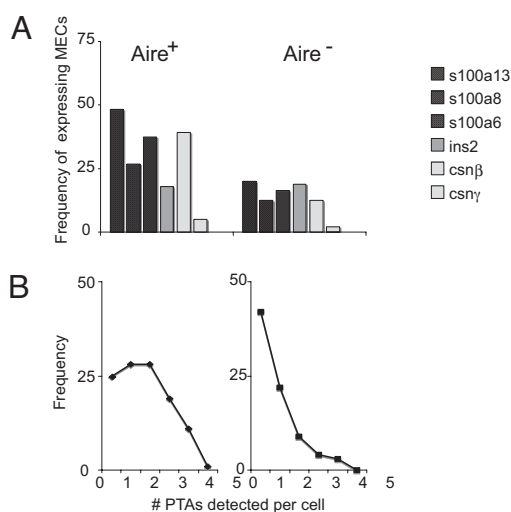 A
Aire+
Aire-
Frequency of expressing MECs
75
50
25
0
s100a13
s100a8
s100a6
ins2
csnβ
csnγ
B
Frequency
50
25
0
0 1 2 3 4 5
50
25
0
0 1 2 3 4 5
# PTAs detected per cell